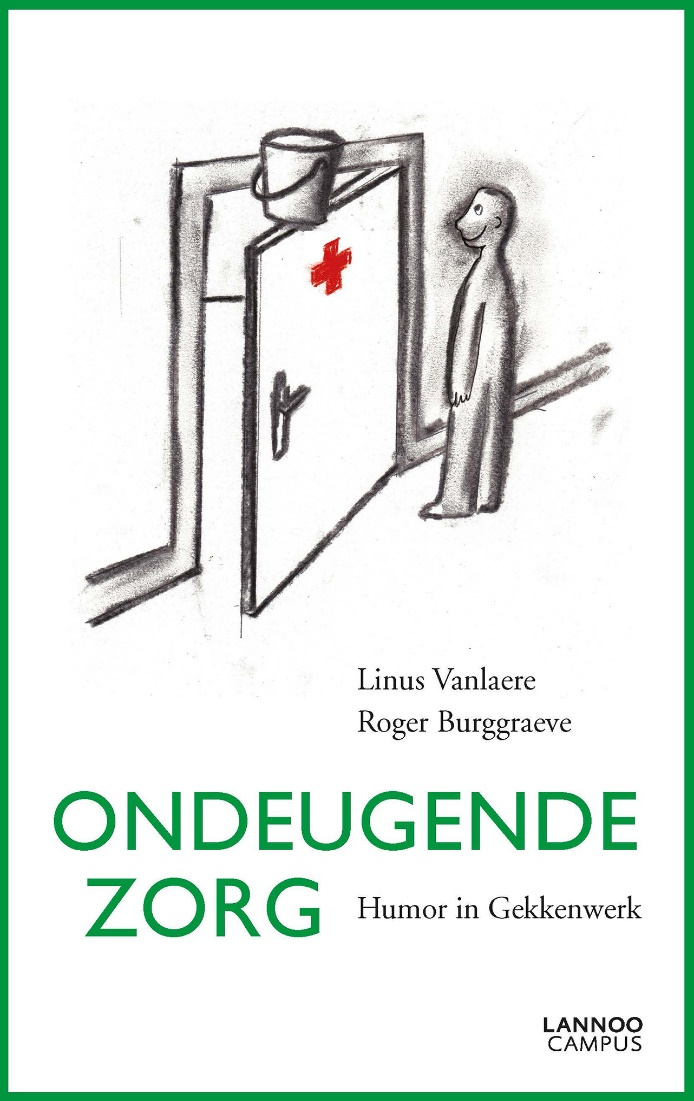 Linus Vanlaere
Roger Burggraeve
ONDEUGENDE
ZORG
Humor in Gekkenwerk
LANNOO
CAMPUS